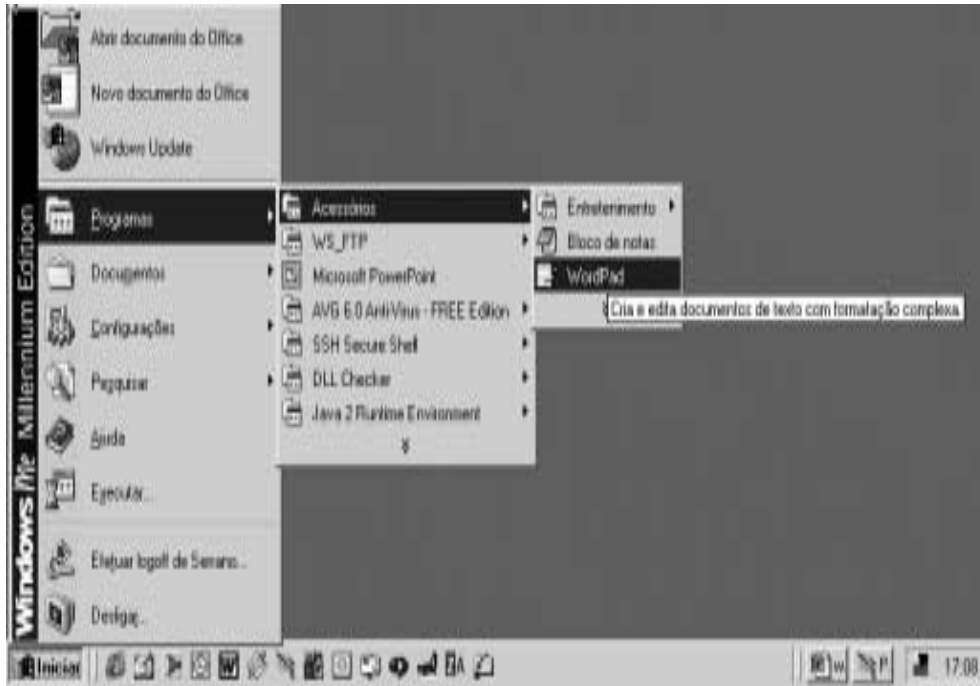 Abrir documento do Office
Novo documento do Office
Windows Update
Programas
Documentos
Configurações
Pesquisar
Ajuda
Executar...
Efetuar logoff de Serrano...
Desligar...
Windows Me Millennium Edition
Acessórios
WS_FTP
Microsoft PowerPoint
AVG 6.0 Anti-Virus - FREE Edition
SSH Secure Shell
DLL Checker
Java 2 Runtime Environment
Entretenimento
Bloco de notas
WordPad
Cria e edita documentos de texto com formatação complexa.
Iniciar
W
P
17:08